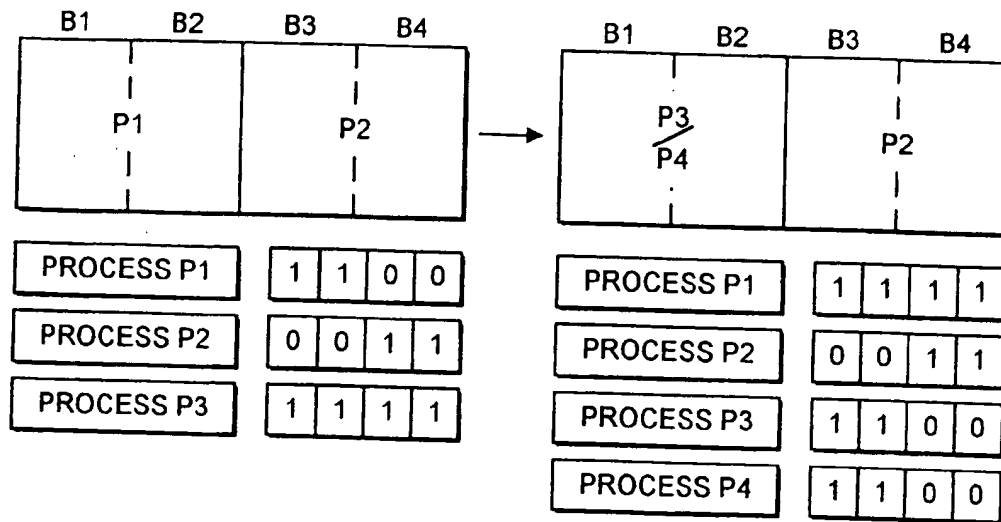 B1 B2 B3 B4
P1 P2
PROCESS P1 1 1 0 0
PROCESS P2 0 0 1 1
PROCESS P3 1 1 1 1
B1 B2 B3 B4
P3
P4
P2
PROCESS P1 1 1 1 1
PROCESS P2 0 0 1 1
PROCESS P3 1 1 0 0
PROCESS P4 1 1 0 0